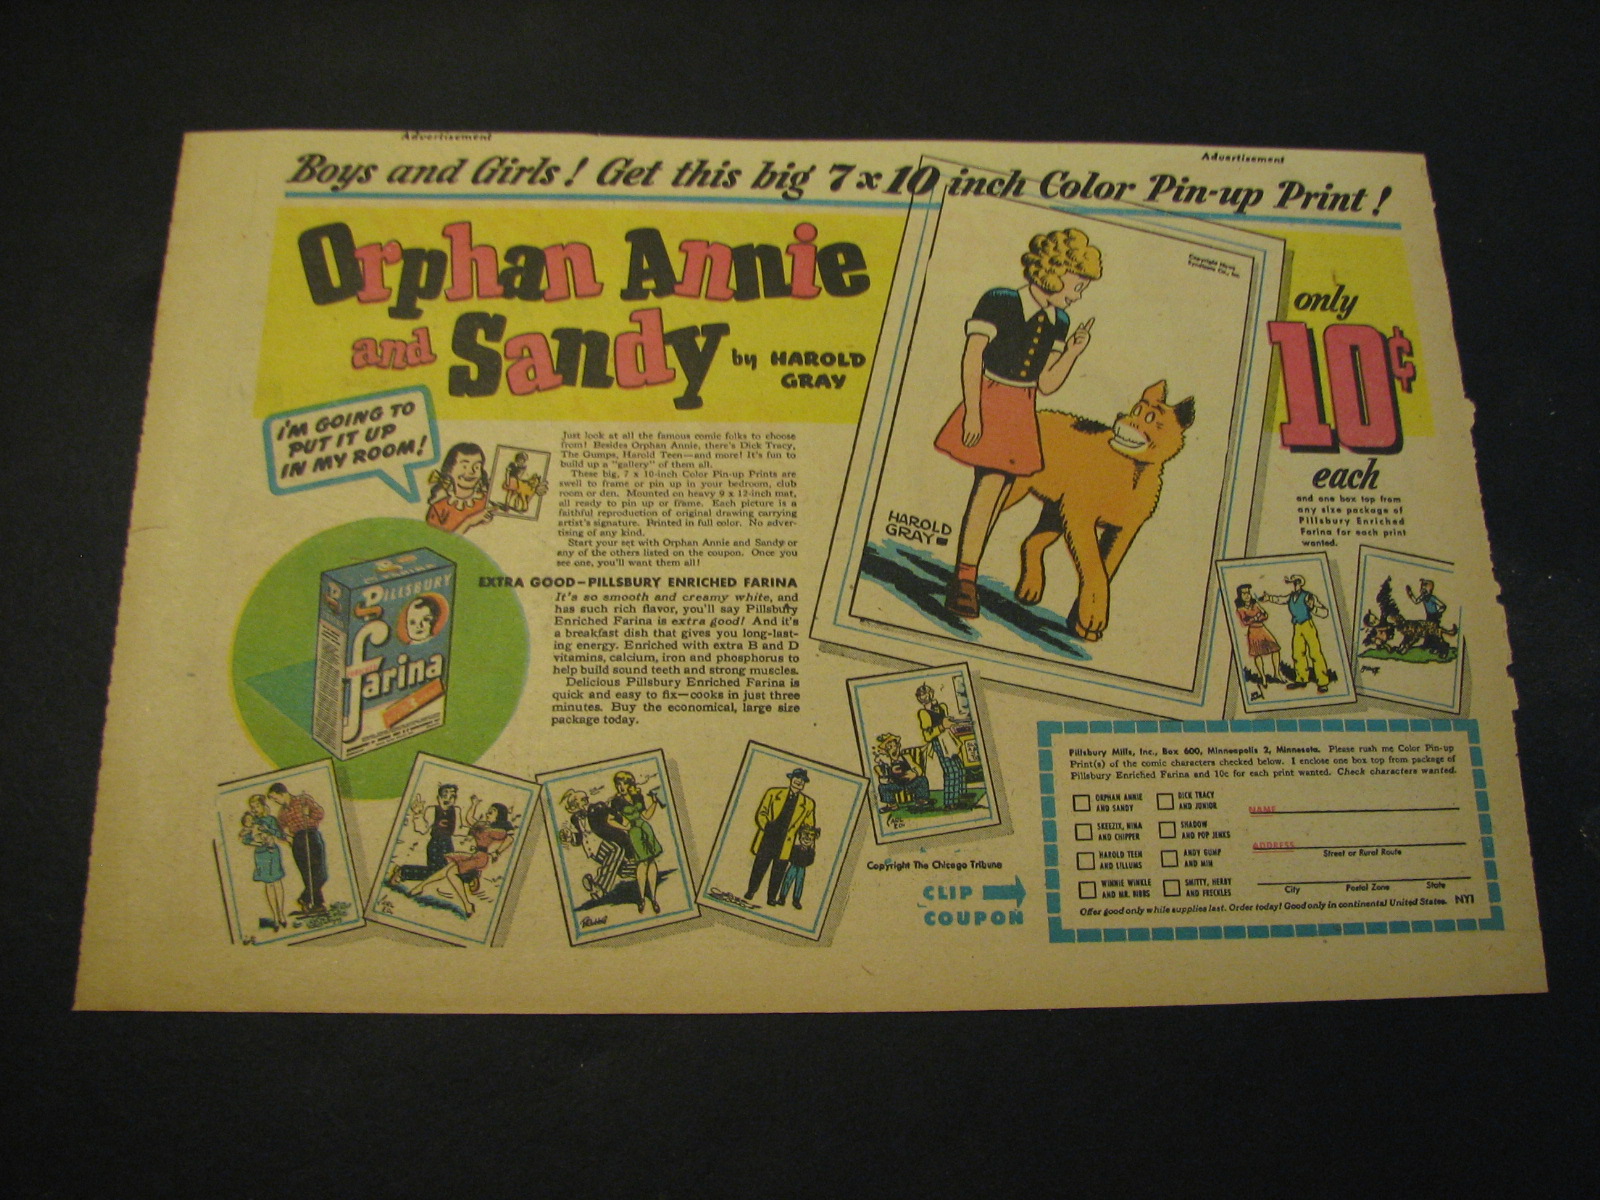 Advertisement
Advertisement
Boys and Girls! Get this big 7 x 10 inch Color Pin-up Print!
Orphan Annie
and Sandy
by HAROLD
GRAY
I'M GOING TO
PUT IT UP
IN MY ROOM!
Just look at all the famous comic folks to choose
from! Besides Orphan Annie, there's Dick Tracy,
The Gumps, Harold Teen—and more! It's fun to
build up a "gallery" of them all.
These big, 7 x 10-inch Color Pin-up Prints are
swell to frame or pin up in your bedroom, club
room or den. Mounted on heavy 9 x 12-inch mat,
all ready to pin up or frame. Each picture is a
faithful reproduction of original drawing carrying
artist's signature. Printed in full color. No adver-
tising of any kind.
Start your set with Orphan Annie and Sandy or
any of the others listed on the coupon. Once you
see one, you'll want them all!
EXTRA GOOD—PILLSBURY ENRICHED FARINA
It's so smooth and creamy white, and
has such rich flavor, you'll say Pillsbury
Enriched Farina is extra good! And it's
a breakfast dish that gives you long-last-
ing energy. Enriched with extra B and D
vitamins, calcium, iron and phosphorus to
help build sound teeth and strong muscles.
Delicious Pillsbury Enriched Farina is
quick and easy to fix—cooks in just three
minutes. Buy the economical, large size
package today.
PILLSBURY
farina
Copyright News
Syndicate Co., Inc.
HAROLD
GRAY
only
10¢
each
and one box top from
any size package of
Pillsbury Enriched
Farina for each print
wanted.
Copyright The Chicago Tribune
CLIP
COUPON
Pillsbury Mills, Inc., Box 600, Minneapolis 2, Minnesota. Please rush me Color Pin-up
Print(s) of the comic characters checked below. I enclose one box top from package of
Pillsbury Enriched Farina and 10c for each print wanted. Check characters wanted.
ORPHAN ANNIE
AND SANDY
DICK TRACY
AND JUNIOR
SKEEZIX, NINA
AND CHIPPER
SHADOW
AND POP JENKS
HAROLD TEEN
AND LILLUMS
ANDY GUMP
AND MIN
WINNIE WINKLE
AND MR. BIBBS
SMITTY, HERBY
AND FRECKLES
NAME
ADDRESS
Street or Rural Route
City Postal Zone State
Offer good only while supplies last. Order today! Good only in continental United States. NY1